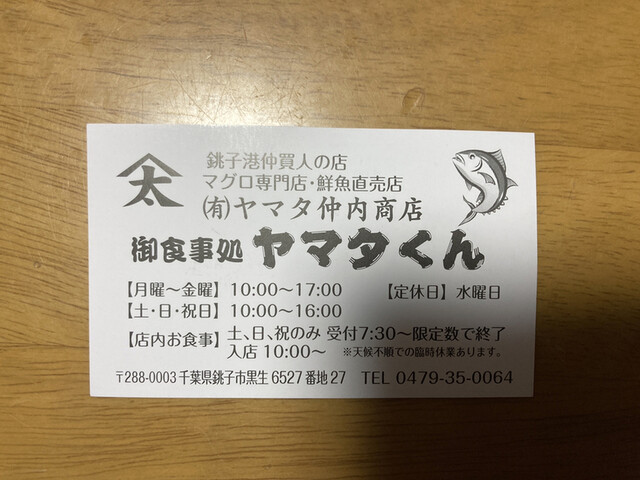 太
銚子港仲買人の店
マグロ専門店・鮮魚直売店
㈲ヤマタ仲内商店
御食事処 ヤマタくん
【月曜～金曜】10:00～17:00 【定休日】水曜日
【土・日・祝日】10:00～16:00
【店内お食事】土、日、祝のみ 受付7:30～限定数で終了
入店 10:00～ ※天候不順での臨時休業あります。
〒288-0003 千葉県銚子市黒生 6527 番地 27 TEL 0479-35-0064